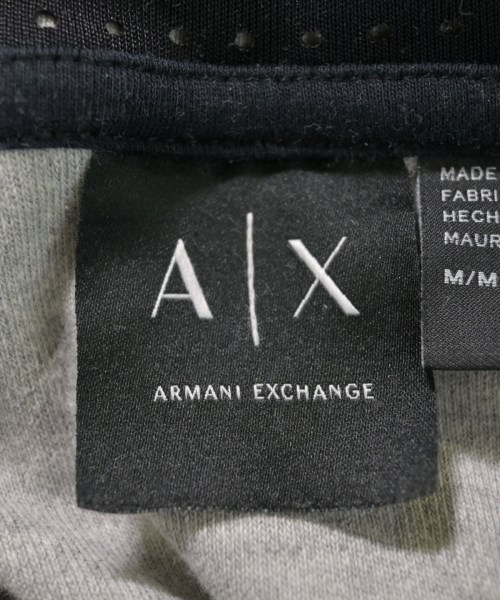 A|X
ARMANI EXCHANGE
MADE
FABRI
HECH
MAUR
M/M